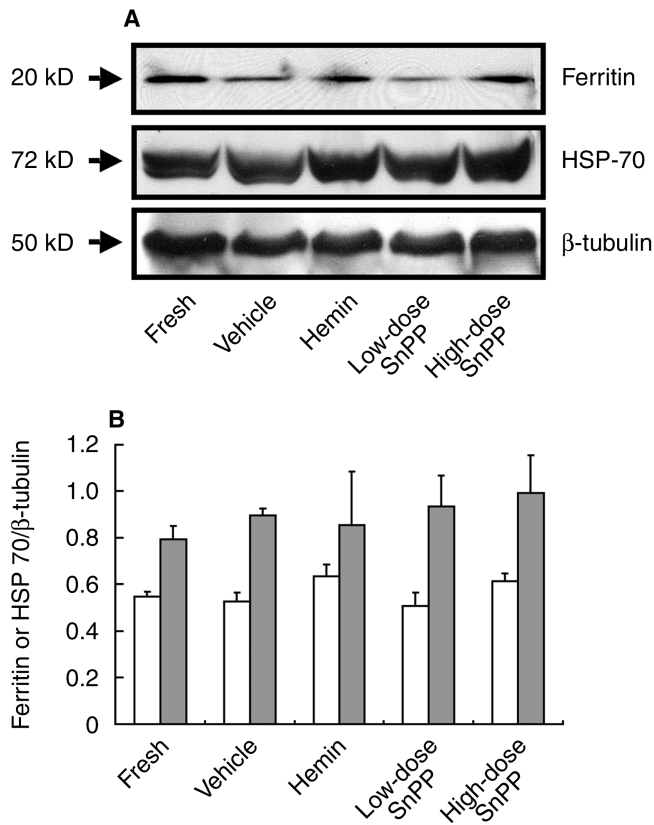 A
20 kD Ferritin
72 kD HSP-70
50 kD β-tubulin
Fresh
Vehicle
Hemin
Low-dose
SnPP
High-dose
SnPP
B
Ferritin or HSP 70/β-tubulin
1.2
1.0
0.8
0.6
0.4
0.2
0
Fresh
Vehicle
Hemin
Low-dose
SnPP
High-dose
SnPP